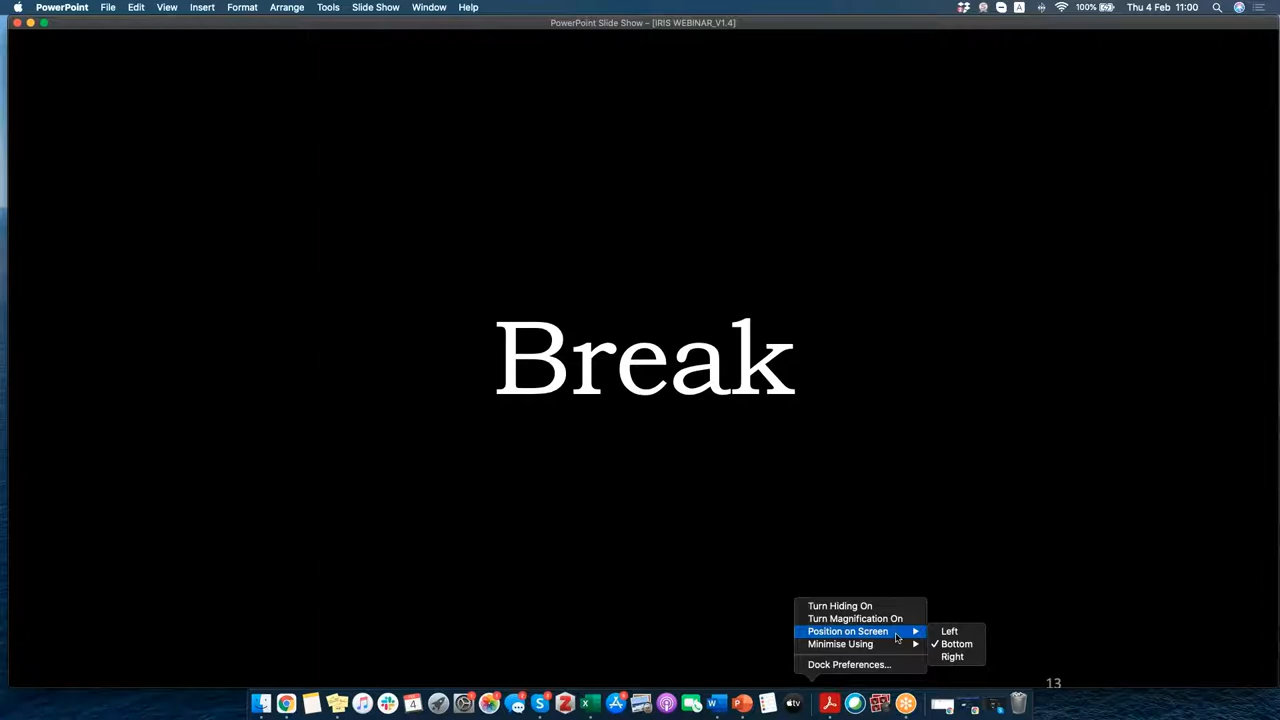 PowerPoint File Edit View Insert Format Arrange Tools Slide Show Window Help A 100% Thu 4 Feb 11:00
PowerPoint Slide Show – [IRIS WEBINAR_V1.4]
Break
Turn Hiding On
Turn Magnification On
Position on Screen
Minimise Using
Dock Preferences...
Left
✓ Bottom
Right
13